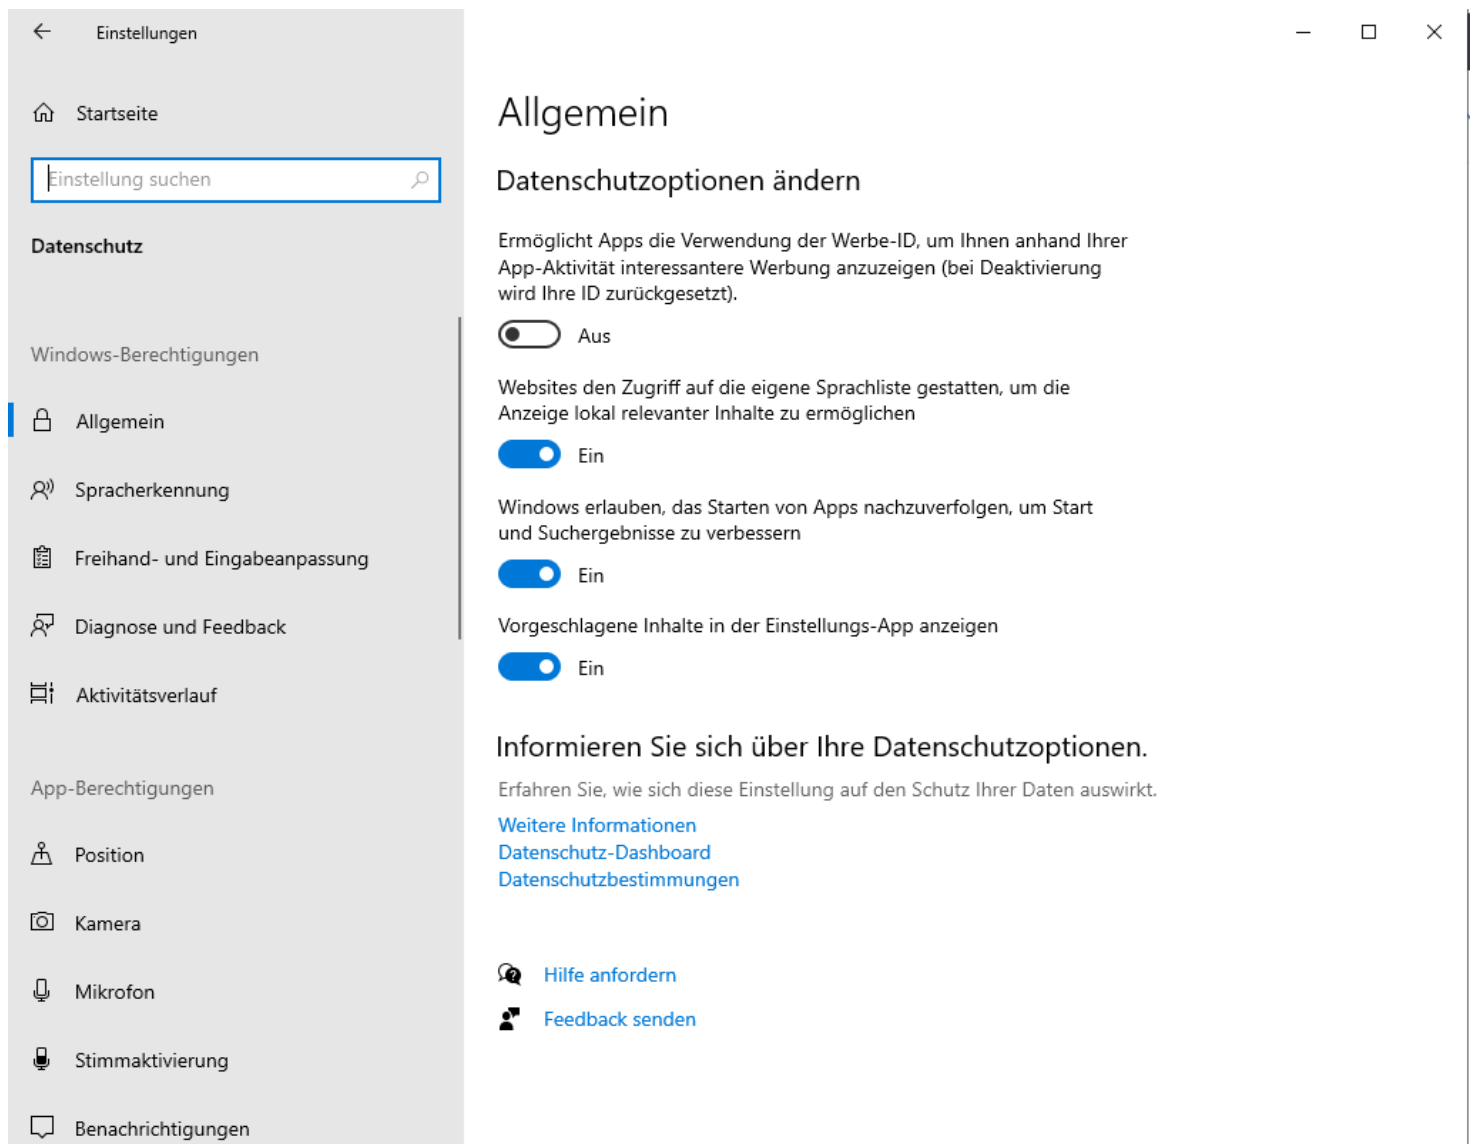 Einstellungen
Startseite
Einstellung suchen
Datenschutz
Windows-Berechtigungen
Allgemein
Spracherkennung
Freihand- und Eingabeanpassung
Diagnose und Feedback
Aktivitätsverlauf
App-Berechtigungen
Position
Kamera
Mikrofon
Stimmaktivierung
Benachrichtigungen
Allgemein
Datenschutzoptionen ändern
Ermöglicht Apps die Verwendung der Werbe-ID, um Ihnen anhand Ihrer
App-Aktivität interessantere Werbung anzuzeigen (bei Deaktivierung
wird Ihre ID zurückgesetzt).
Aus
Websites den Zugriff auf die eigene Sprachliste gestatten, um die
Anzeige lokal relevanter Inhalte zu ermöglichen
Ein
Windows erlauben, das Starten von Apps nachzuverfolgen, um Start
und Suchergebnisse zu verbessern
Ein
Vorgeschlagene Inhalte in der Einstellungs-App anzeigen
Ein
Informieren Sie sich über Ihre Datenschutzoptionen.
Erfahren Sie, wie sich diese Einstellung auf den Schutz Ihrer Daten auswirkt.
Weitere Informationen
Datenschutz-Dashboard
Datenschutzbestimmungen
Hilfe anfordern
Feedback senden